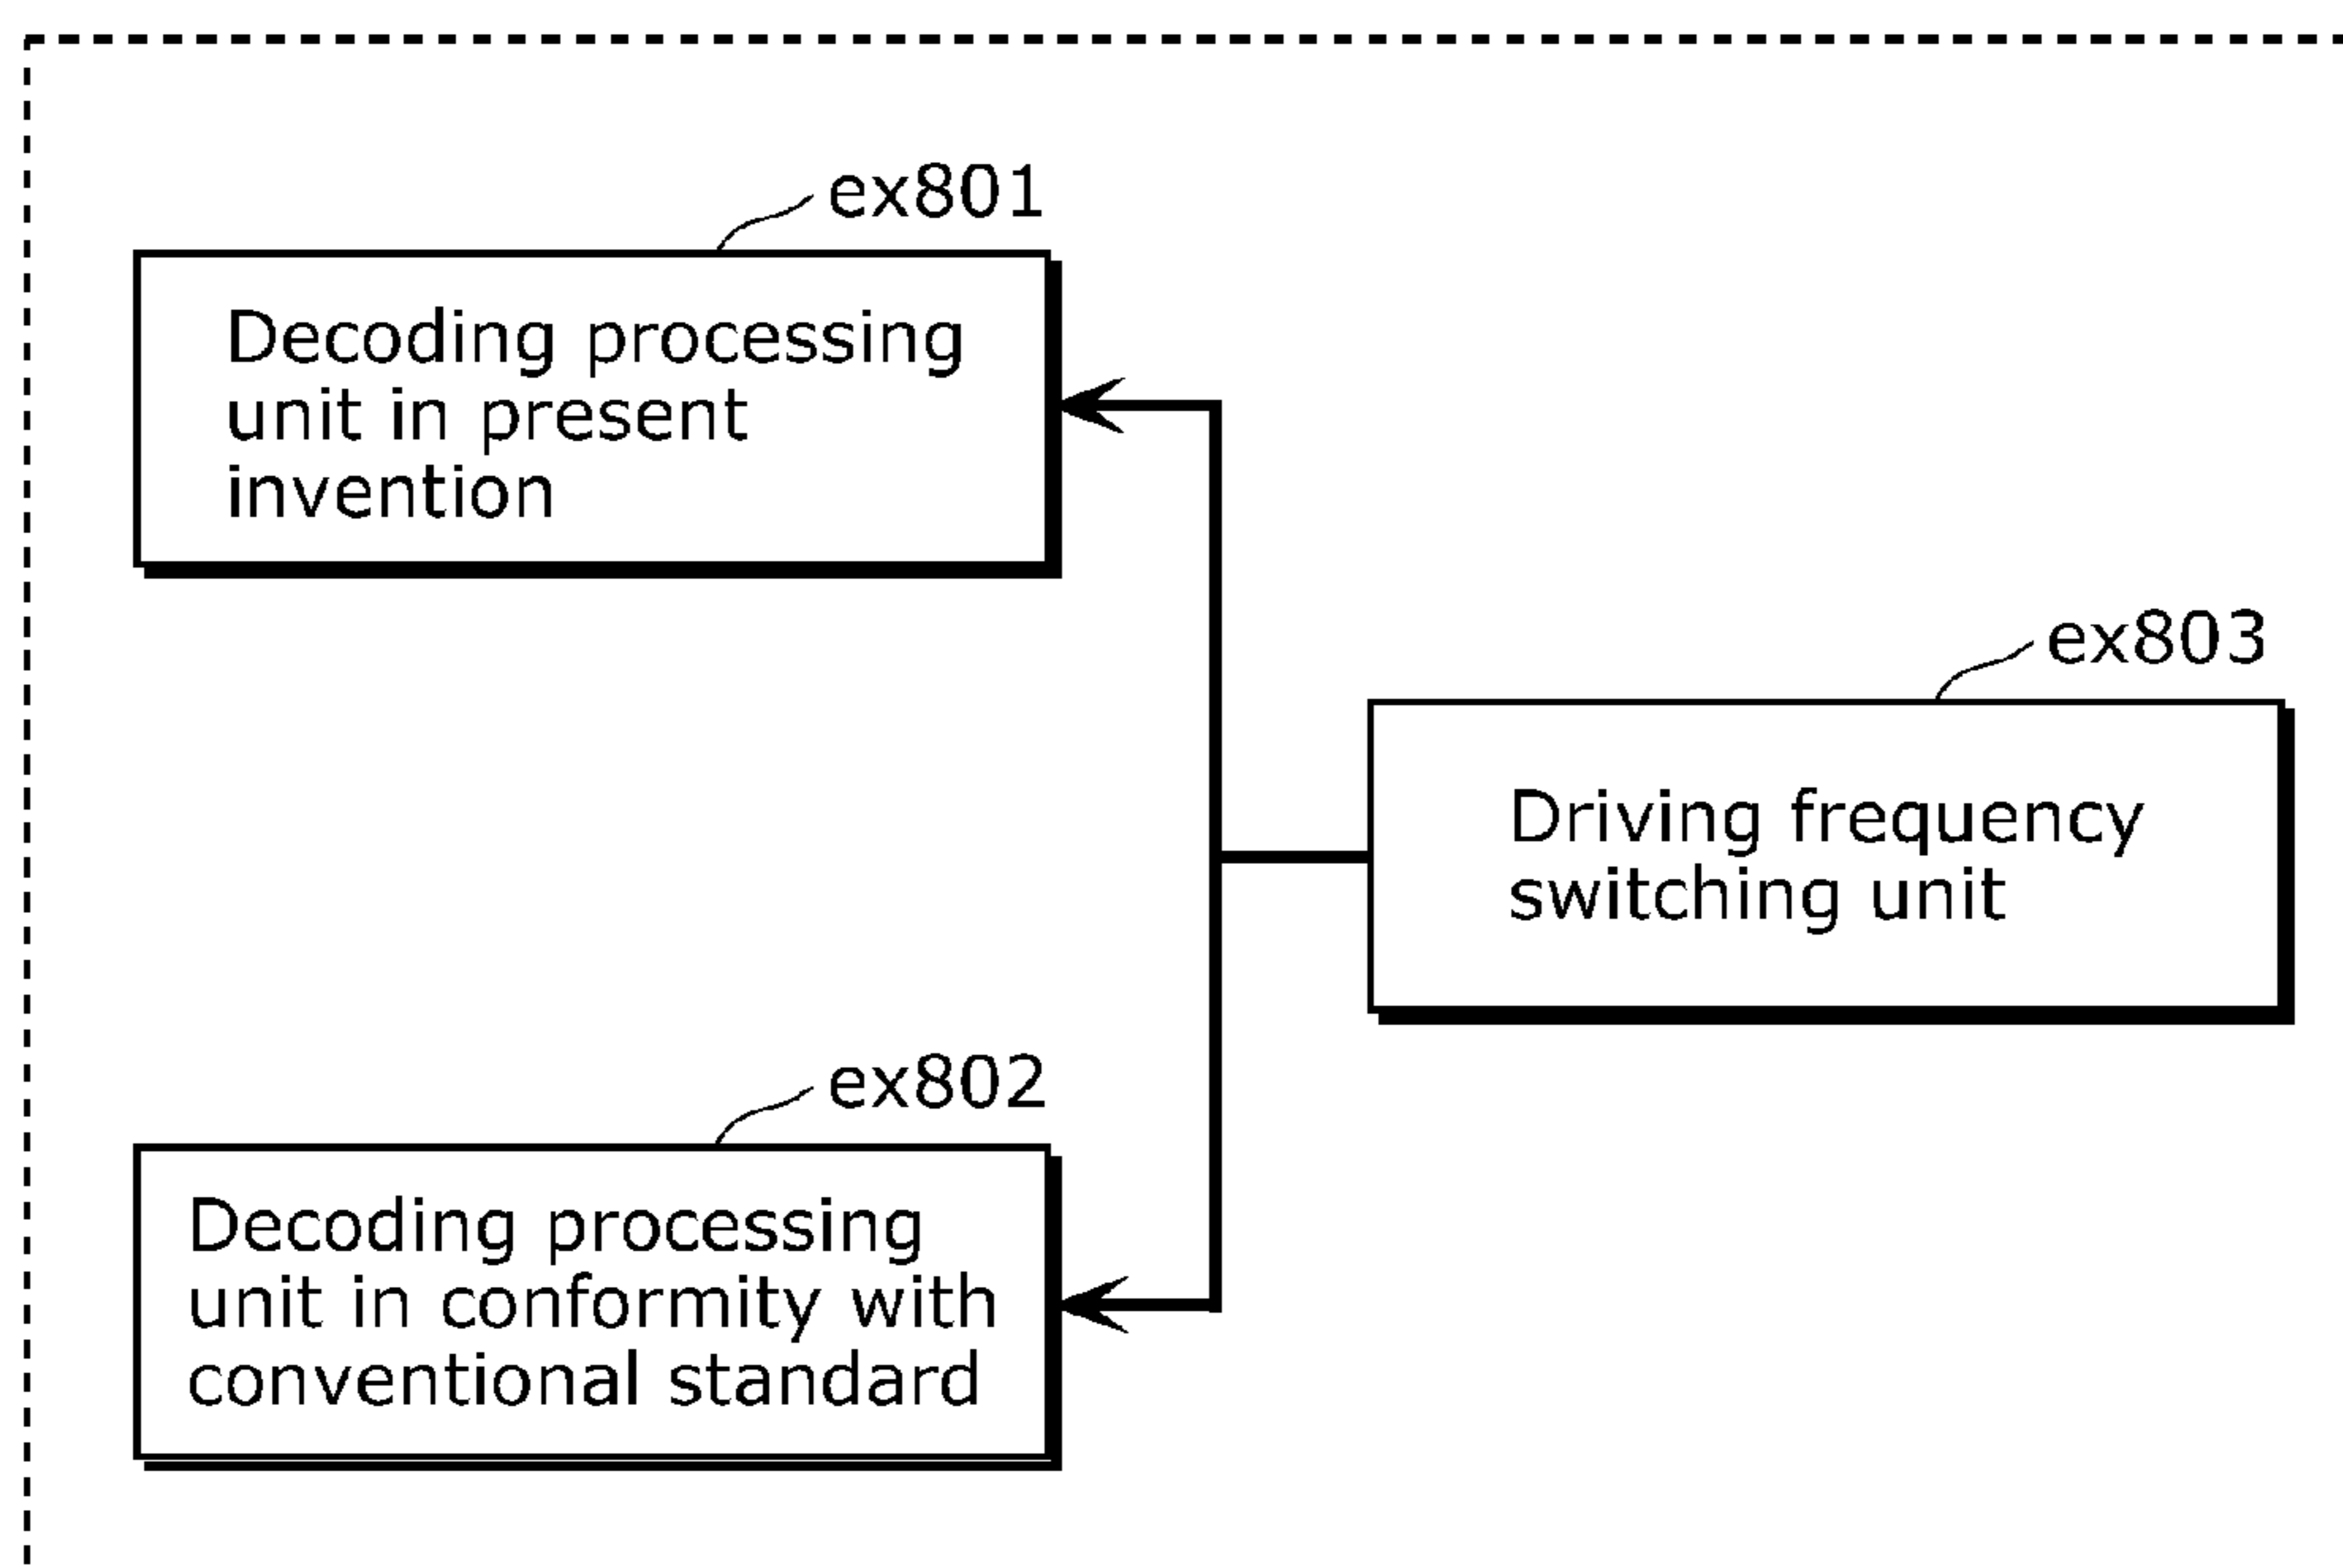 ex801
Decoding processing
unit in present
invention
ex803
Driving frequency
switching unit
ex802
Decoding processing
unit in conformity with
conventional standard